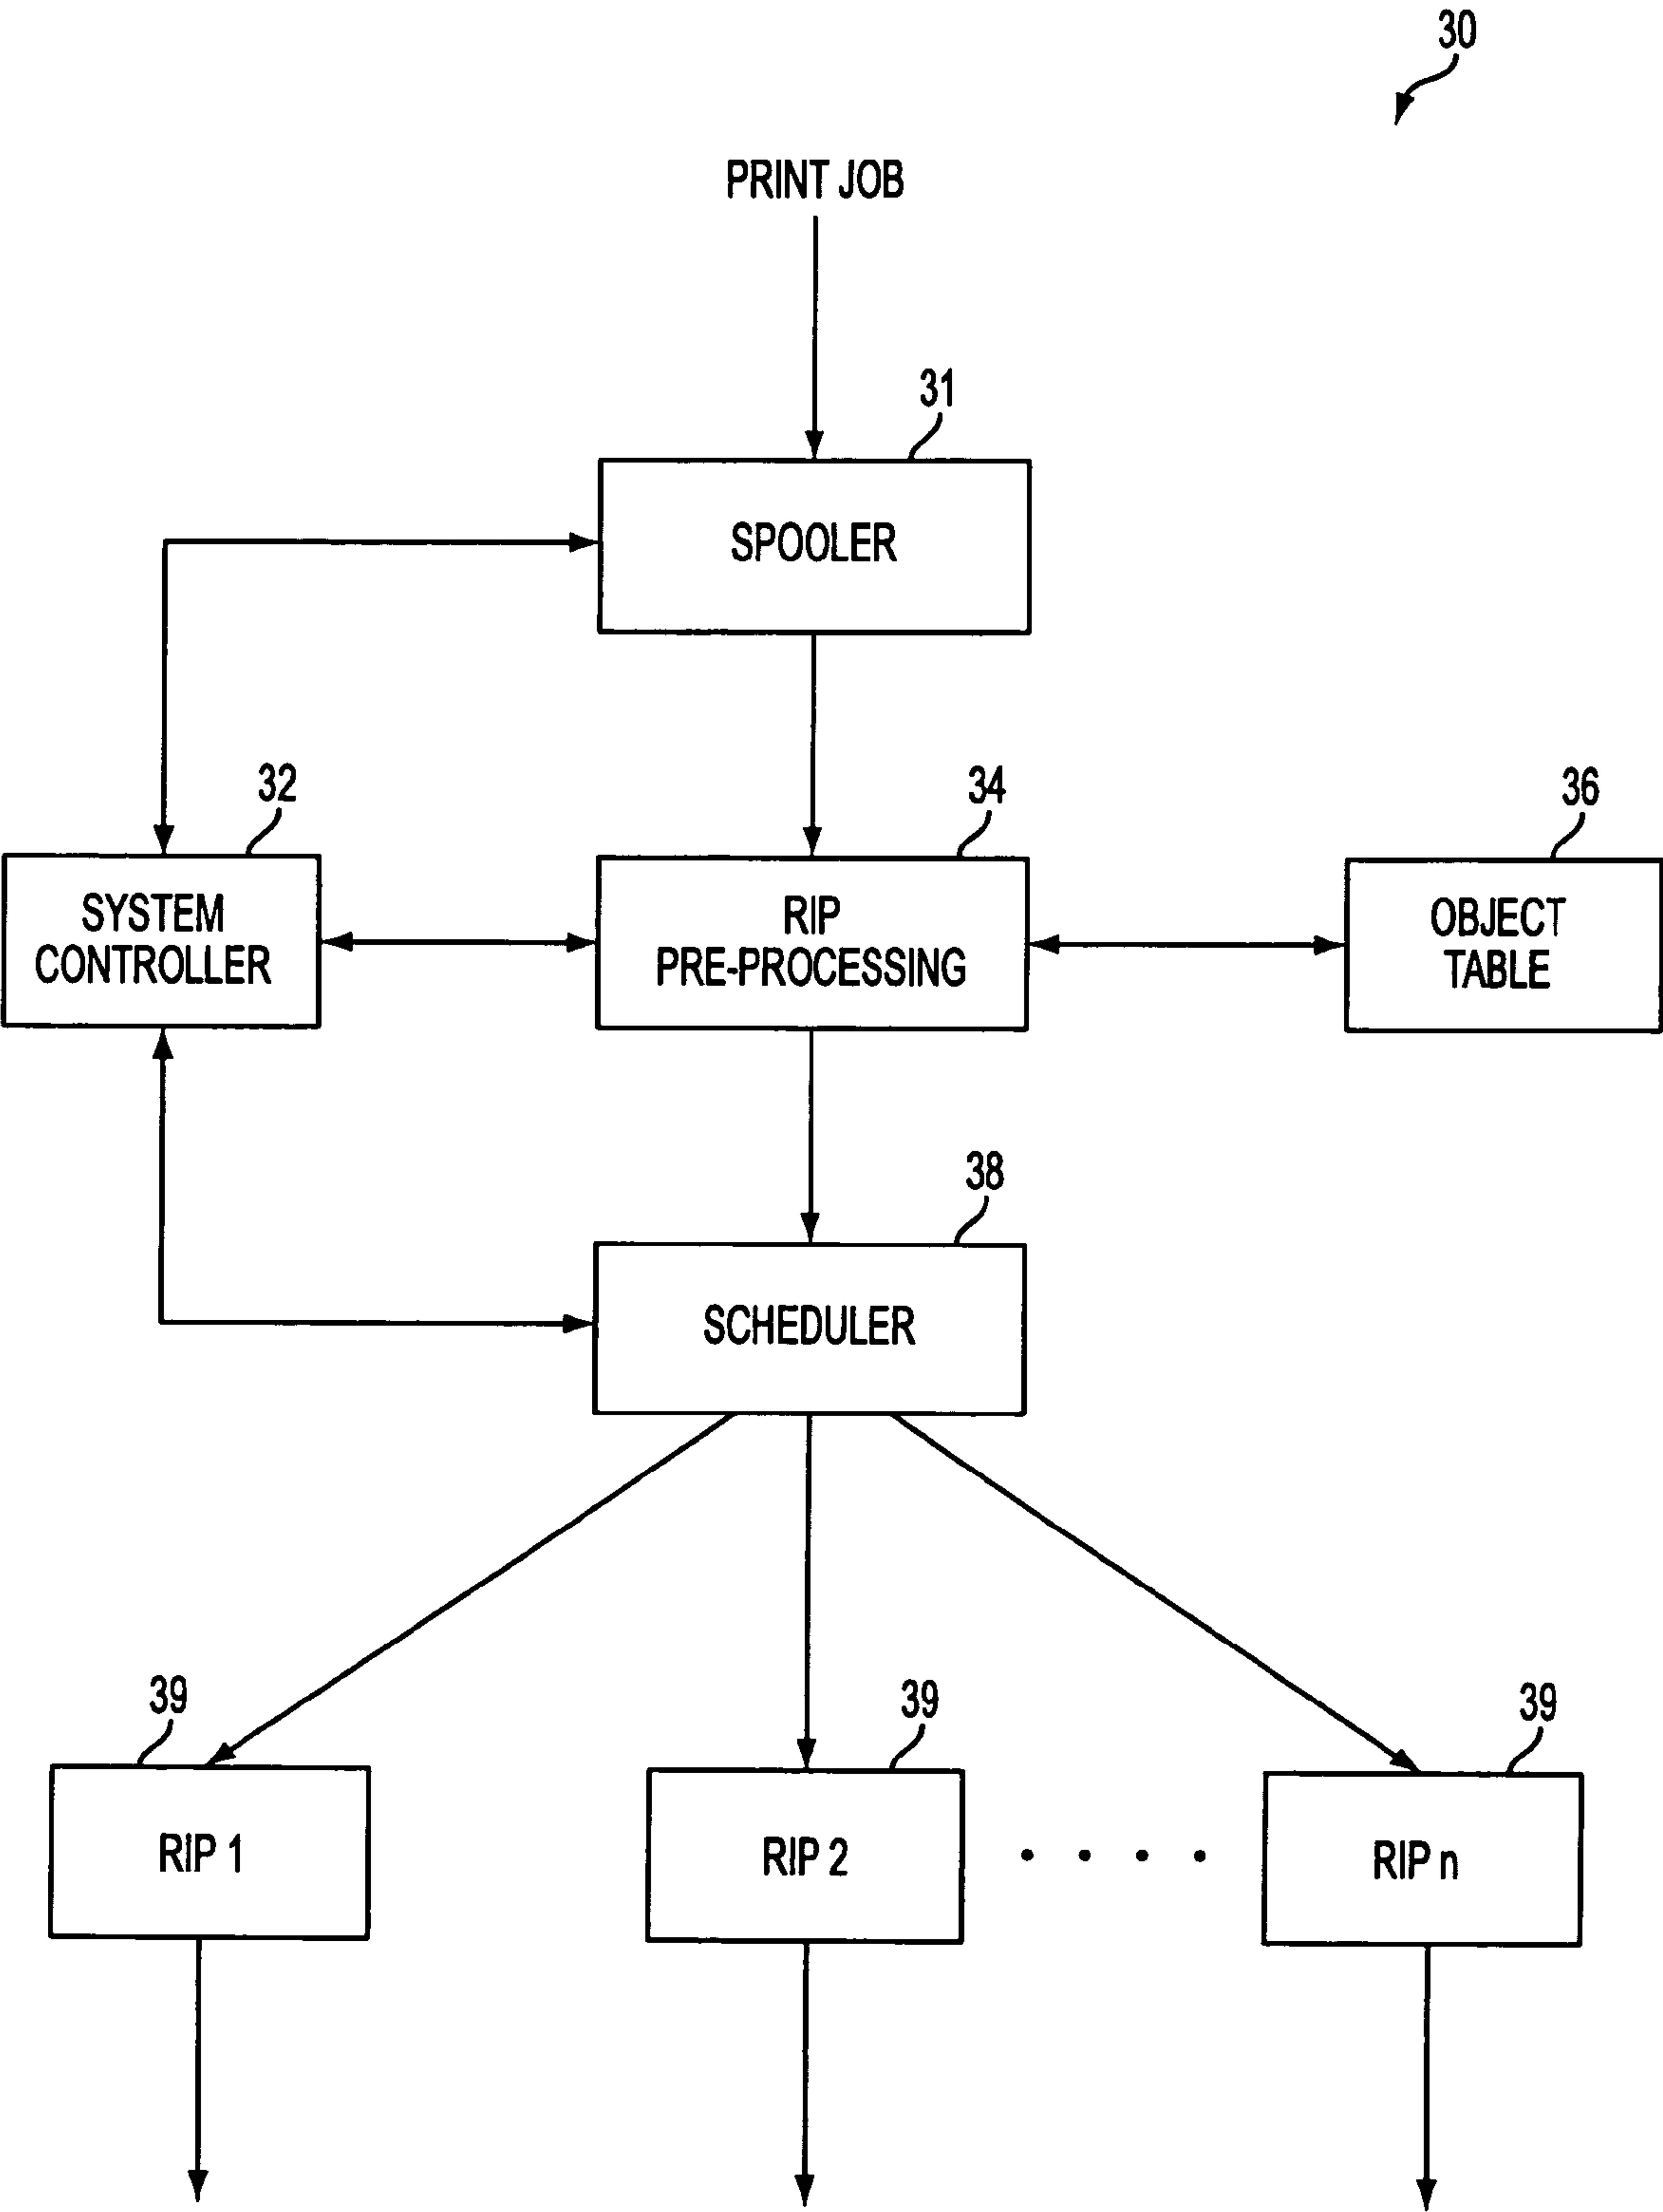 30
PRINT JOB
31
SPOOLER
32
34
36
SYSTEM
CONTROLLER
RIP
PRE-PROCESSING
OBJECT
TABLE
38
SCHEDULER
39
39
39
RIP 1
RIP 2
RIP n